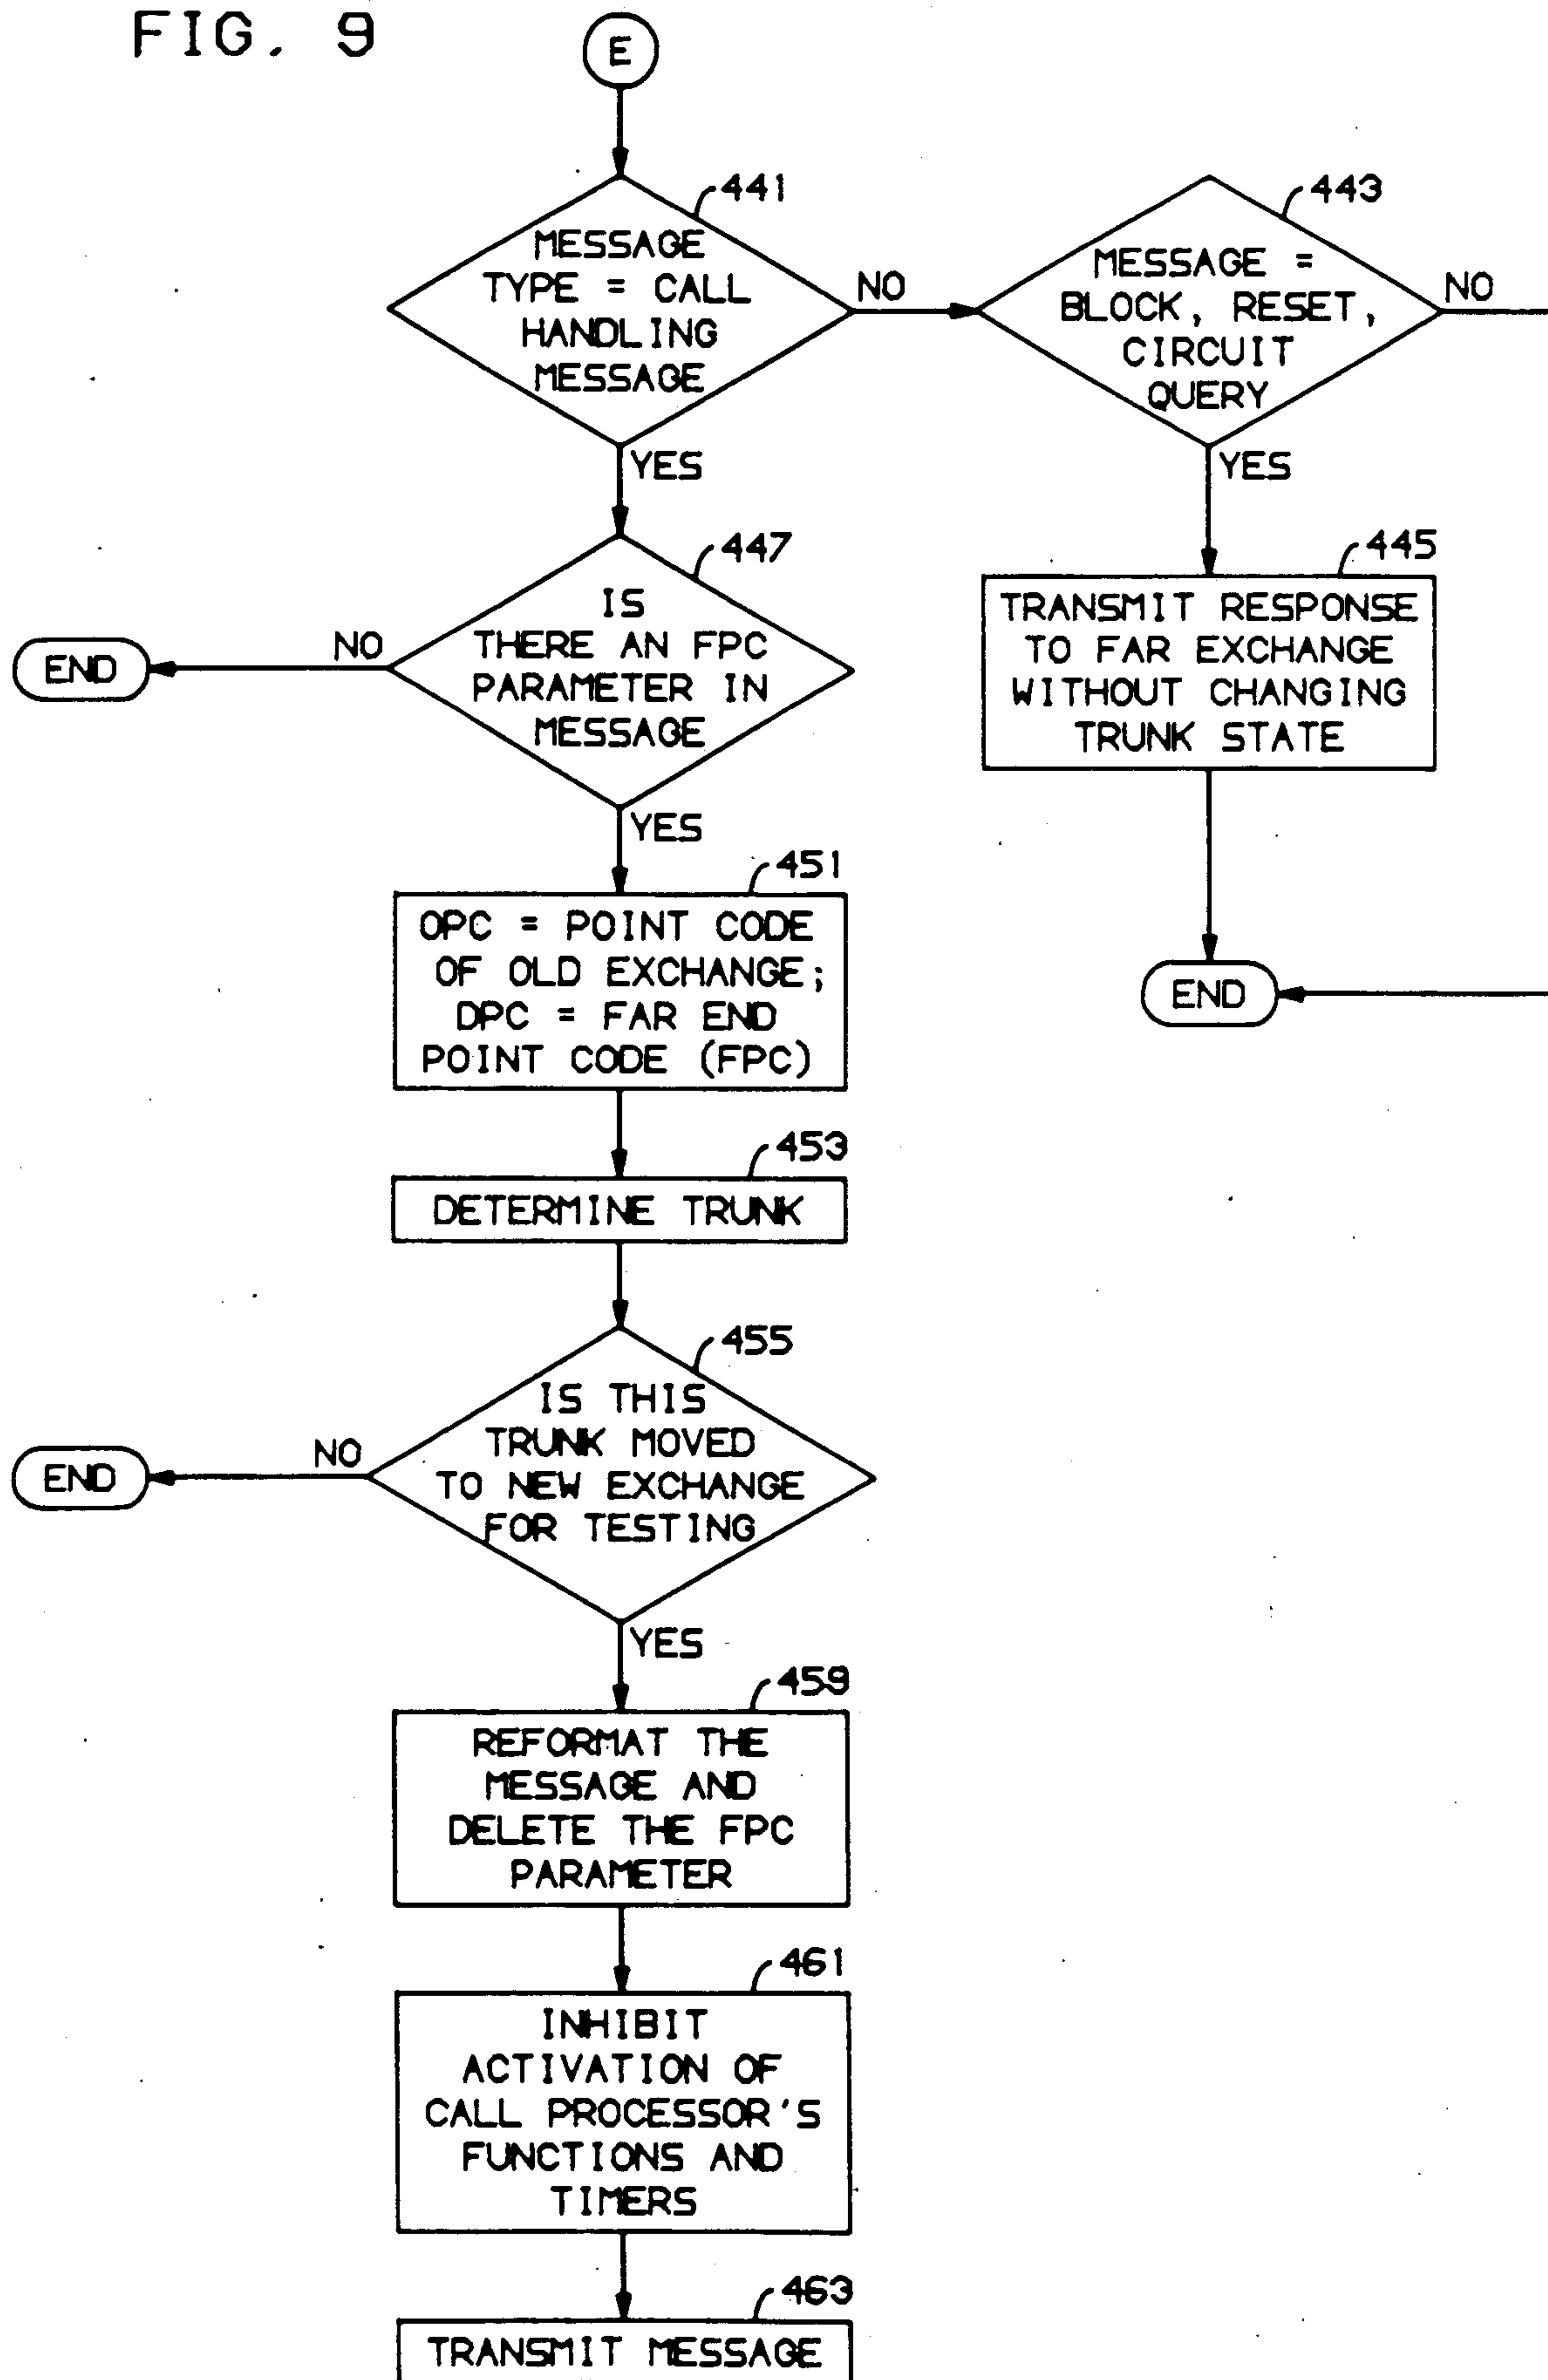 FIG. 9
E
441
MESSAGE
TYPE = CALL
HANDLING
MESSAGE
NO
443
MESSAGE =
BLOCK, RESET,
CIRCUIT
QUERY
NO
YES
YES
445
TRANSMIT RESPONSE
TO FAR EXCHANGE
WITHOUT CHANGING
TRUNK STATE
END
447
IS
THERE AN FPC
PARAMETER IN
MESSAGE
NO
END
YES
451
OPC = POINT CODE
OF OLD EXCHANGE;
DPC = FAR END
POINT CODE (FPC)
453
DETERMINE TRUNK
455
IS THIS
TRUNK MOVED
TO NEW EXCHANGE
FOR TESTING
NO
END
YES
459
REFORMAT THE
MESSAGE AND
DELETE THE FPC
PARAMETER
461
INHIBIT
ACTIVATION OF
CALL PROCESSOR'S
FUNCTIONS AND
TIMERS
463
TRANSMIT MESSAGE